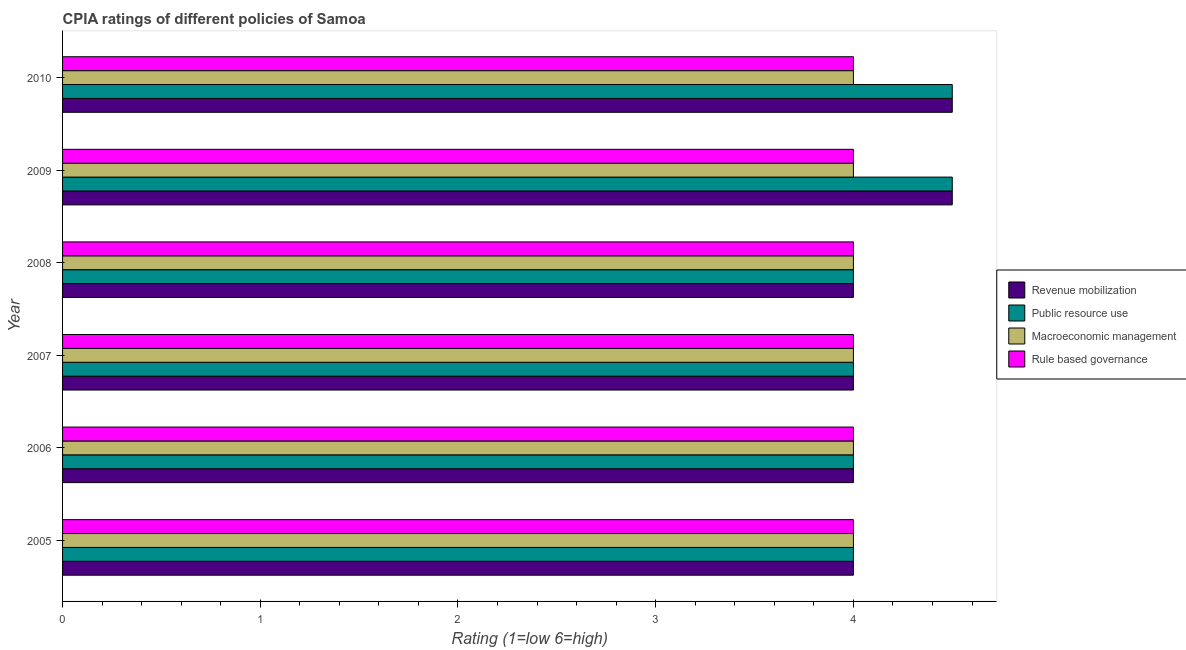 CPIA ratings of different policies of Samoa
2010
2009
2008
2007
2006
2005
Year
0 1 2 3 4
Rating (1=low 6=high)
Revenue mobilization
Public resource use
Macroeconomic management
Rule based governance